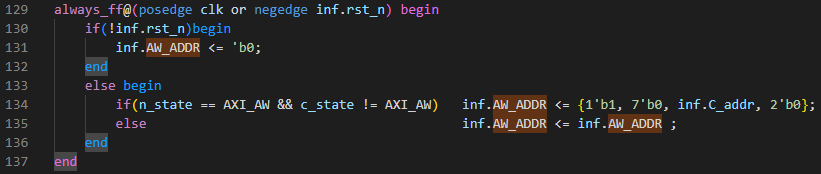 129 always_ff@(posedge clk or negedge inf.rst_n) begin
130     if(!inf.rst_n)begin
131         inf.AW_ADDR <= 'b0;
132     end
133     else begin
134         if(n_state == AXI_AW && c_state != AXI_AW)   inf.AW_ADDR <= {1'b1, 7'b0, inf.C_addr, 2'b0};
135         else                                         inf.AW_ADDR <= inf.AW_ADDR ;
136     end
137 end